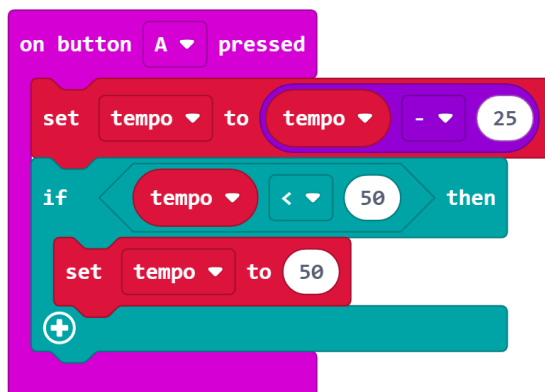 on button A pressed
set tempo to tempo - 25
if tempo < 50 then
set tempo to 50